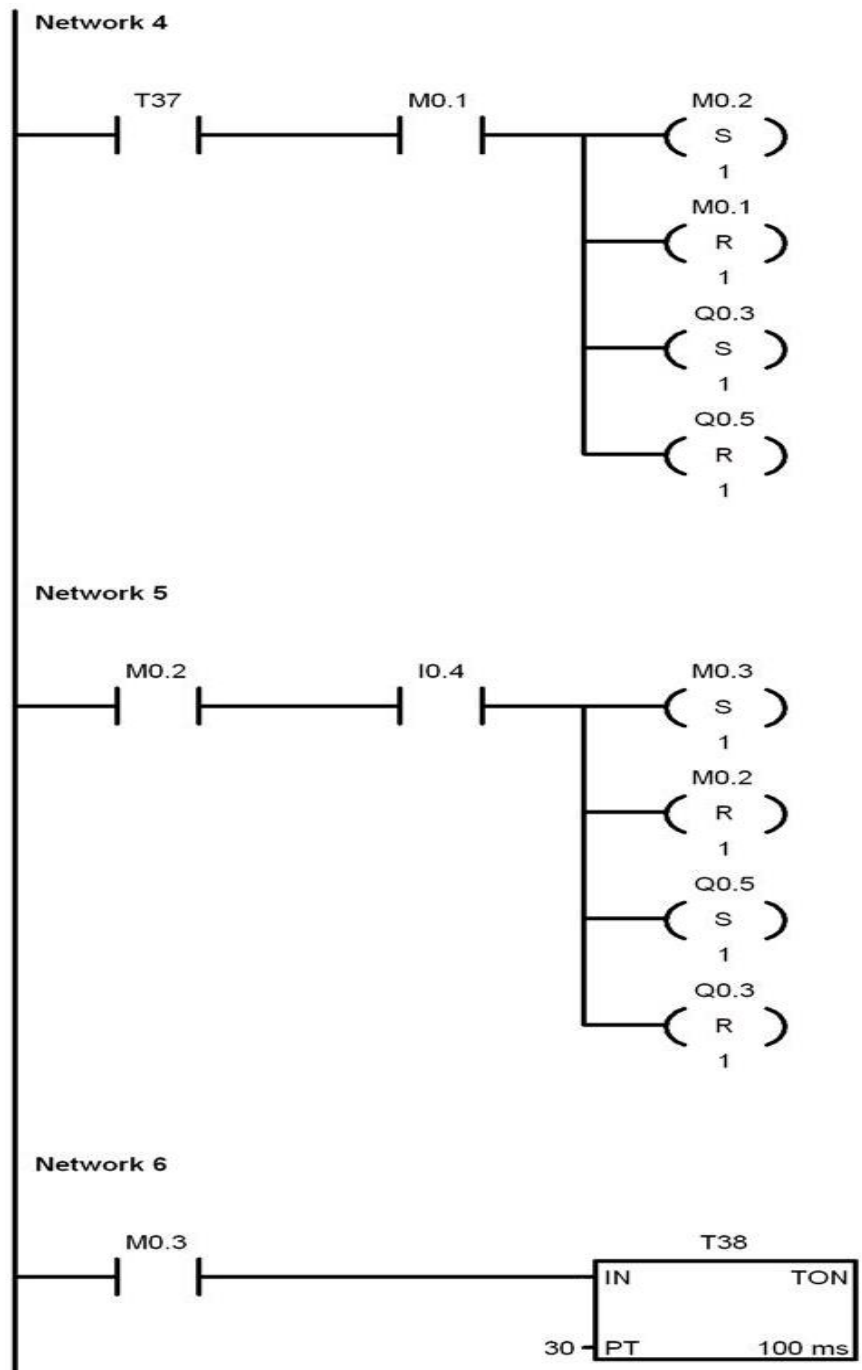 Network 4
T37 M0.1 M0.2
S
1
M0.1
R
1
Q0.3
S
1
Q0.5
R
1
Network 5
M0.2 I0.4 M0.3
S
1
M0.2
R
1
Q0.5
S
1
Q0.3
R
1
Network 6
M0.3 T38
IN TON
30 PT 100 ms